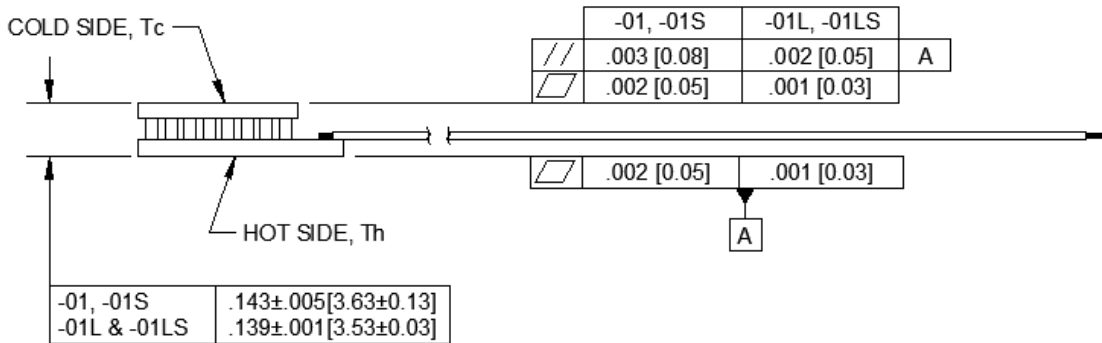 COLD SIDE, Tc
-01, -01S -01L, -01LS
// .003 [0.08] .002 [0.05] A
.002 [0.05] .001 [0.03]
.002 [0.05] .001 [0.03]
A
HOT SIDE, Th
-01, -01S .143±.005[3.63±0.13]
-01L & -01LS .139±.001[3.53±0.03]